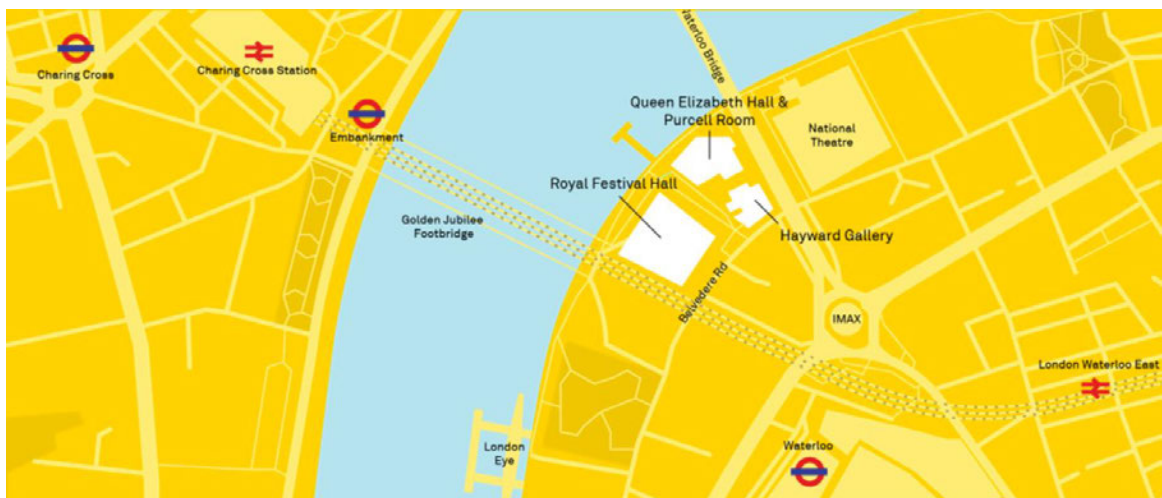 Charing Cross
Charing Cross Station
Embankment
Golden Jubilee
Footbridge
Waterloo Bridge
Queen Elizabeth Hall &
Purcell Room
National
Theatre
Royal Festival Hall
Hayward Gallery
Belvedere Rd
IMAX
London Waterloo East
London
Eye
Waterloo